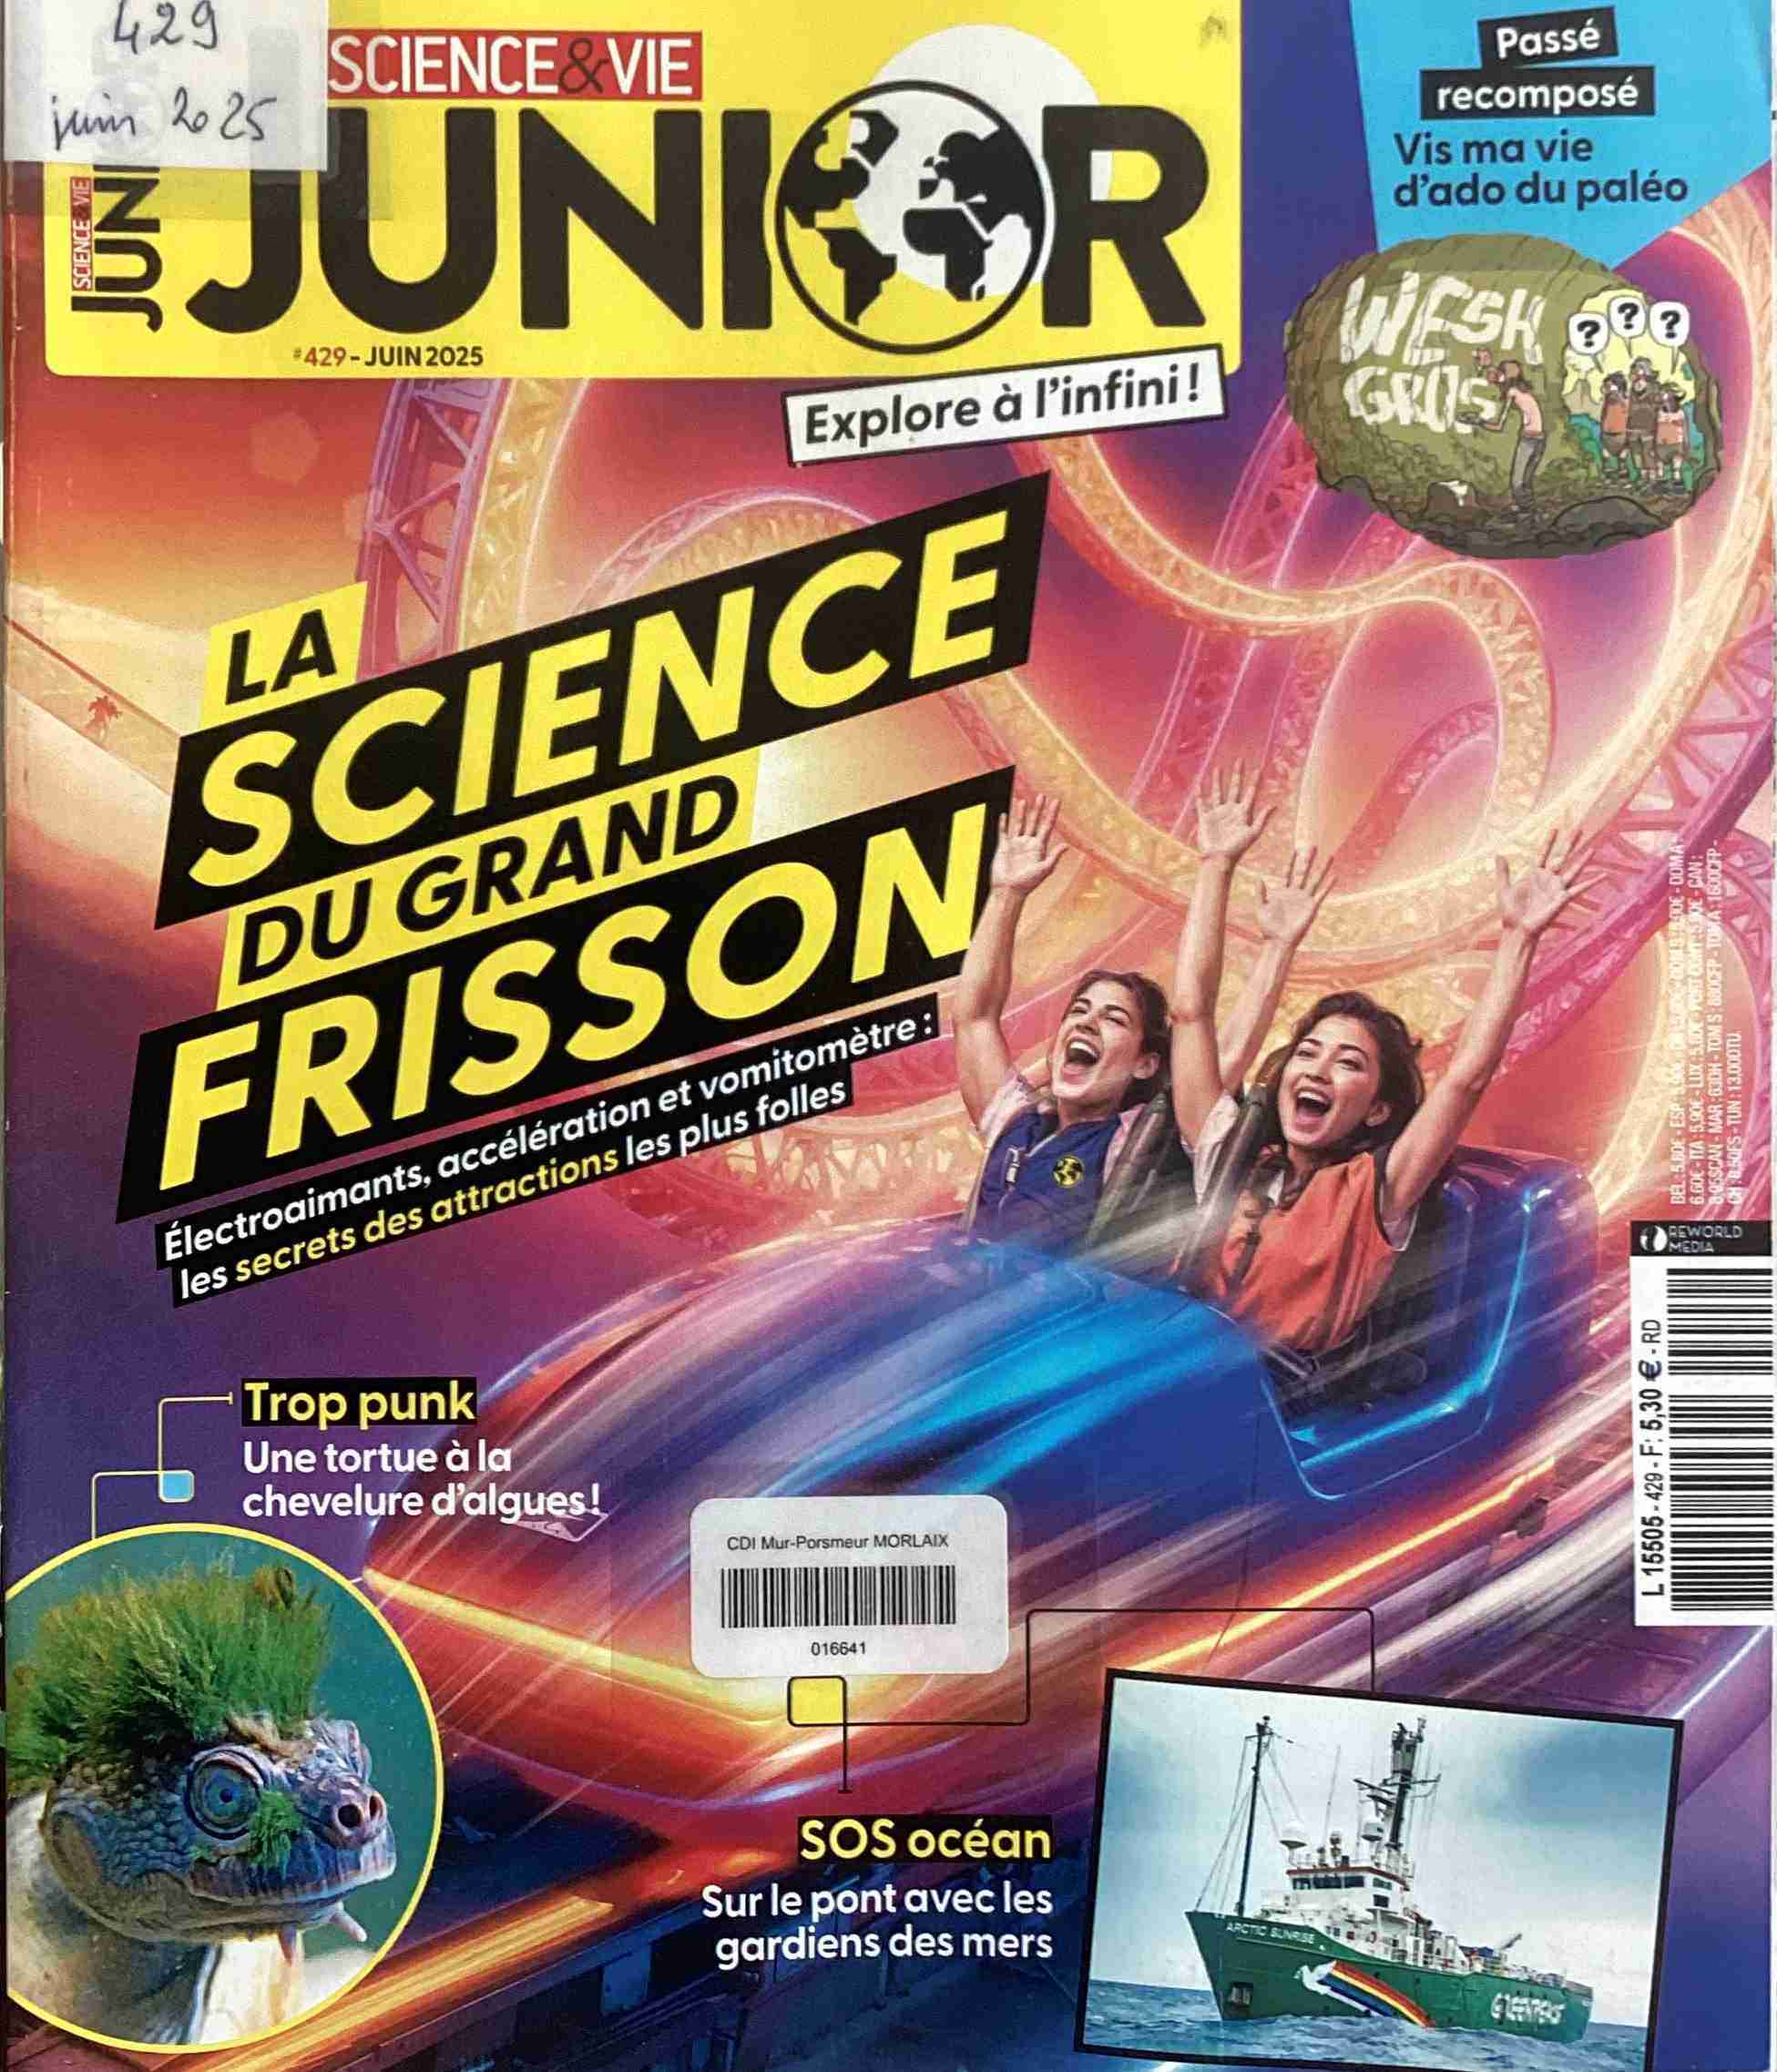 429
juin 2025
SCIENCE&VIE
JUNIOR
SCIENCE&VIE
JUNI
#429 - JUIN 2025
Explore à l'infini !
Passé
recomposé
Vis ma vie
d'ado du paléo
WESH
GROS
? ? ?
LA
SCIENCE
DU GRAND
FRISSON
Électroaimants, accélération et vomitomètre :
les secrets des attractions les plus folles
REWORLD
MEDIA
L 15505 - 429 - F: 5,30 € - RD
Trop punk
Une tortue à la
chevelure d'algues !
CDI Mur-Porsmeur MORLAIX
016641
SOS océan
Sur le pont avec les
gardiens des mers
ARCTIC SUNRISE
GREENPEACE